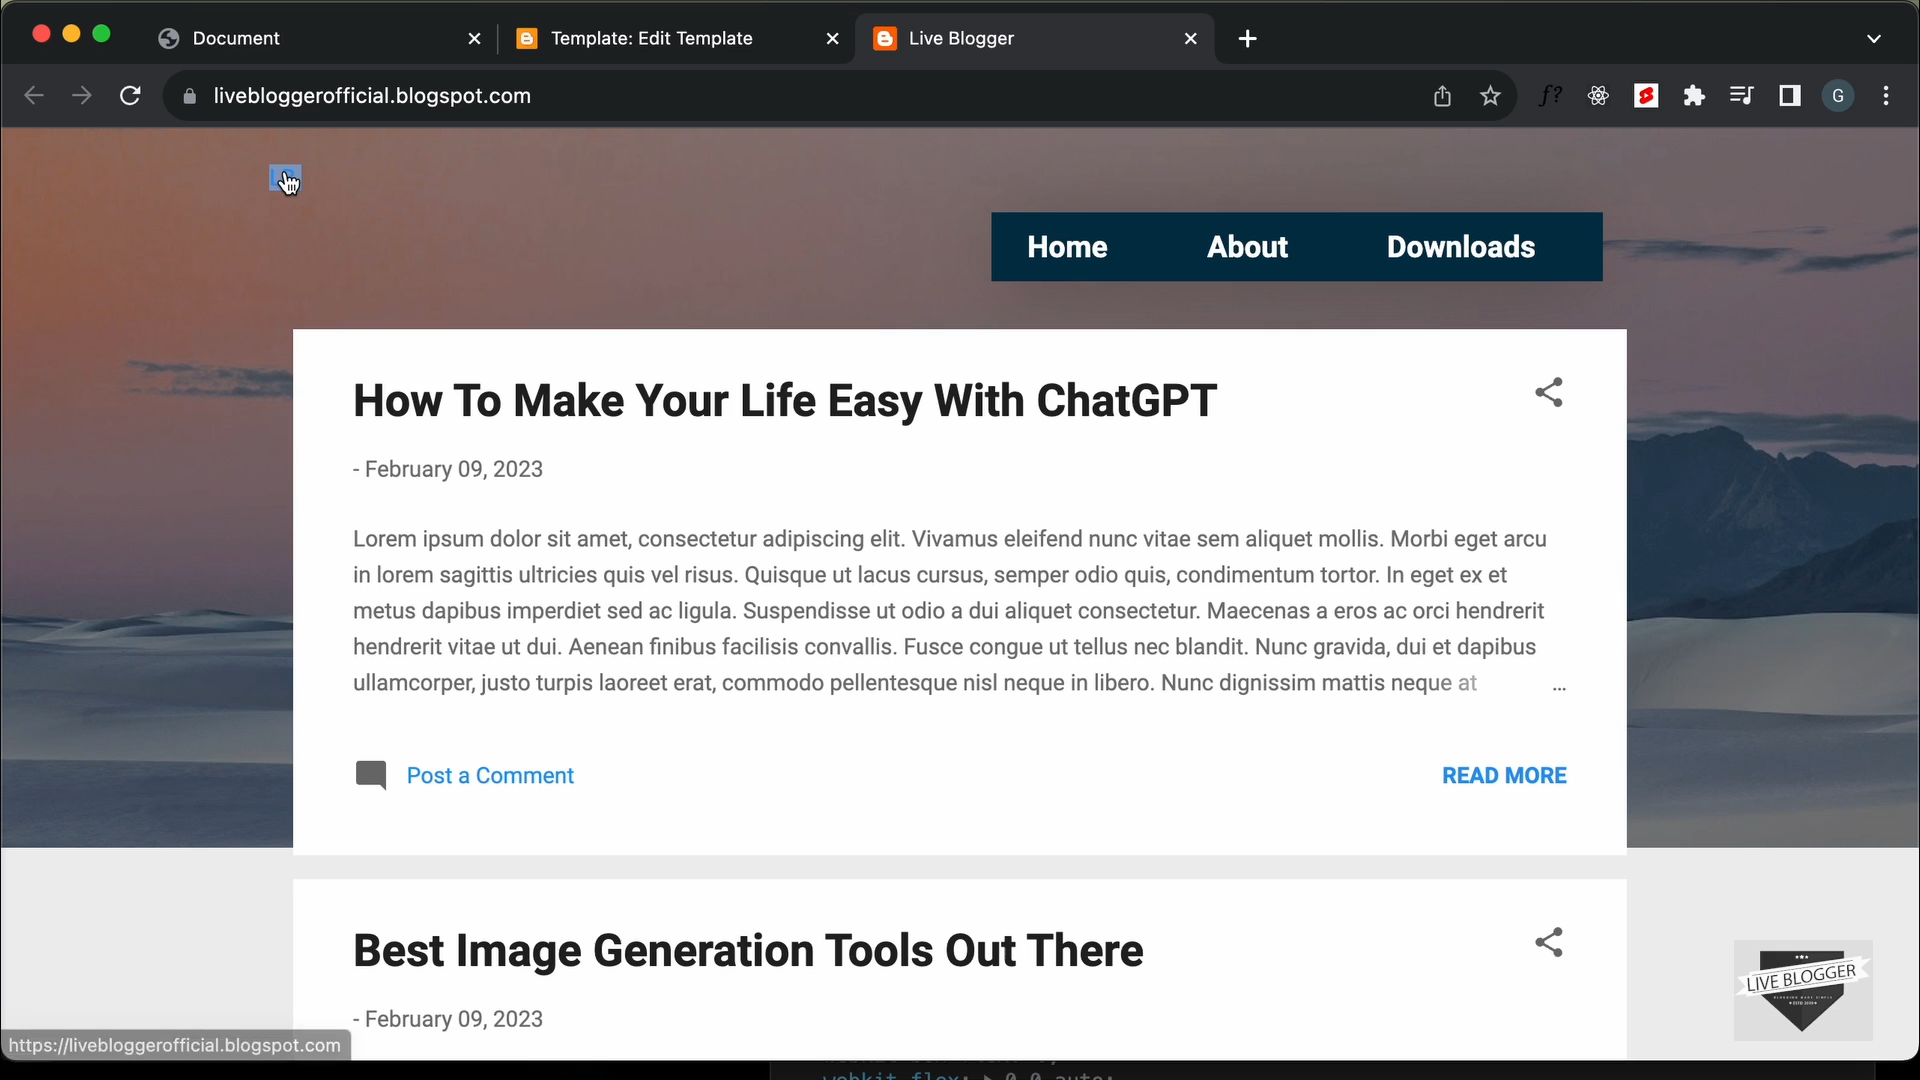 Document
Template: Edit Template
Live Blogger
livebloggerofficial.blogspot.com
f?
G
Home About Downloads
How To Make Your Life Easy With ChatGPT
- February 09, 2023
Lorem ipsum dolor sit amet, consectetur adipiscing elit. Vivamus eleifend nunc vitae sem aliquet mollis. Morbi eget arcu
in lorem sagittis ultricies quis vel risus. Quisque ut lacus cursus, semper odio quis, condimentum tortor. In eget ex et
metus dapibus imperdiet sed ac ligula. Suspendisse ut odio a dui aliquet consectetur. Maecenas a eros ac orci hendrerit
hendrerit vitae ut dui. Aenean finibus facilisis convallis. Fusce congue ut tellus nec blandit. Nunc gravida, dui et dapibus
ullamcorper, justo turpis laoreet erat, commodo pellentesque nisl neque in libero. Nunc dignissim mattis neque at ...
Post a Comment READ MORE
Best Image Generation Tools Out There
- February 09, 2023
LIVE BLOGGER
BLOGGING MADE SIMPLE
https://livebloggerofficial.blogspot.com